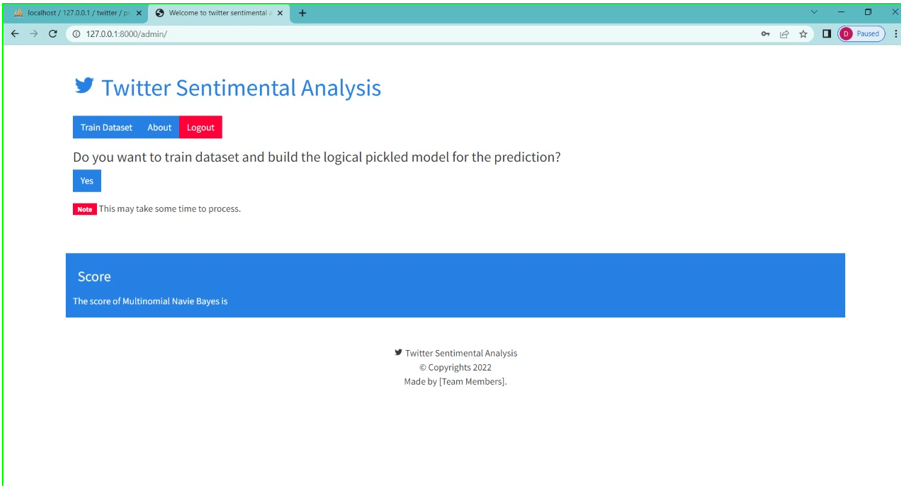 localhost / 127.0.0.1 / twitter / p
Welcome to twitter sentimental
127.0.0.1:8000/admin/
D Paused
Twitter Sentimental Analysis
Train Dataset About Logout
Do you want to train dataset and build the logical pickled model for the prediction?
Yes
Note This may take some time to process.
Score
The score of Multinomial Navie Bayes is
Twitter Sentimental Analysis
© Copyrights 2022
Made by [Team Members].